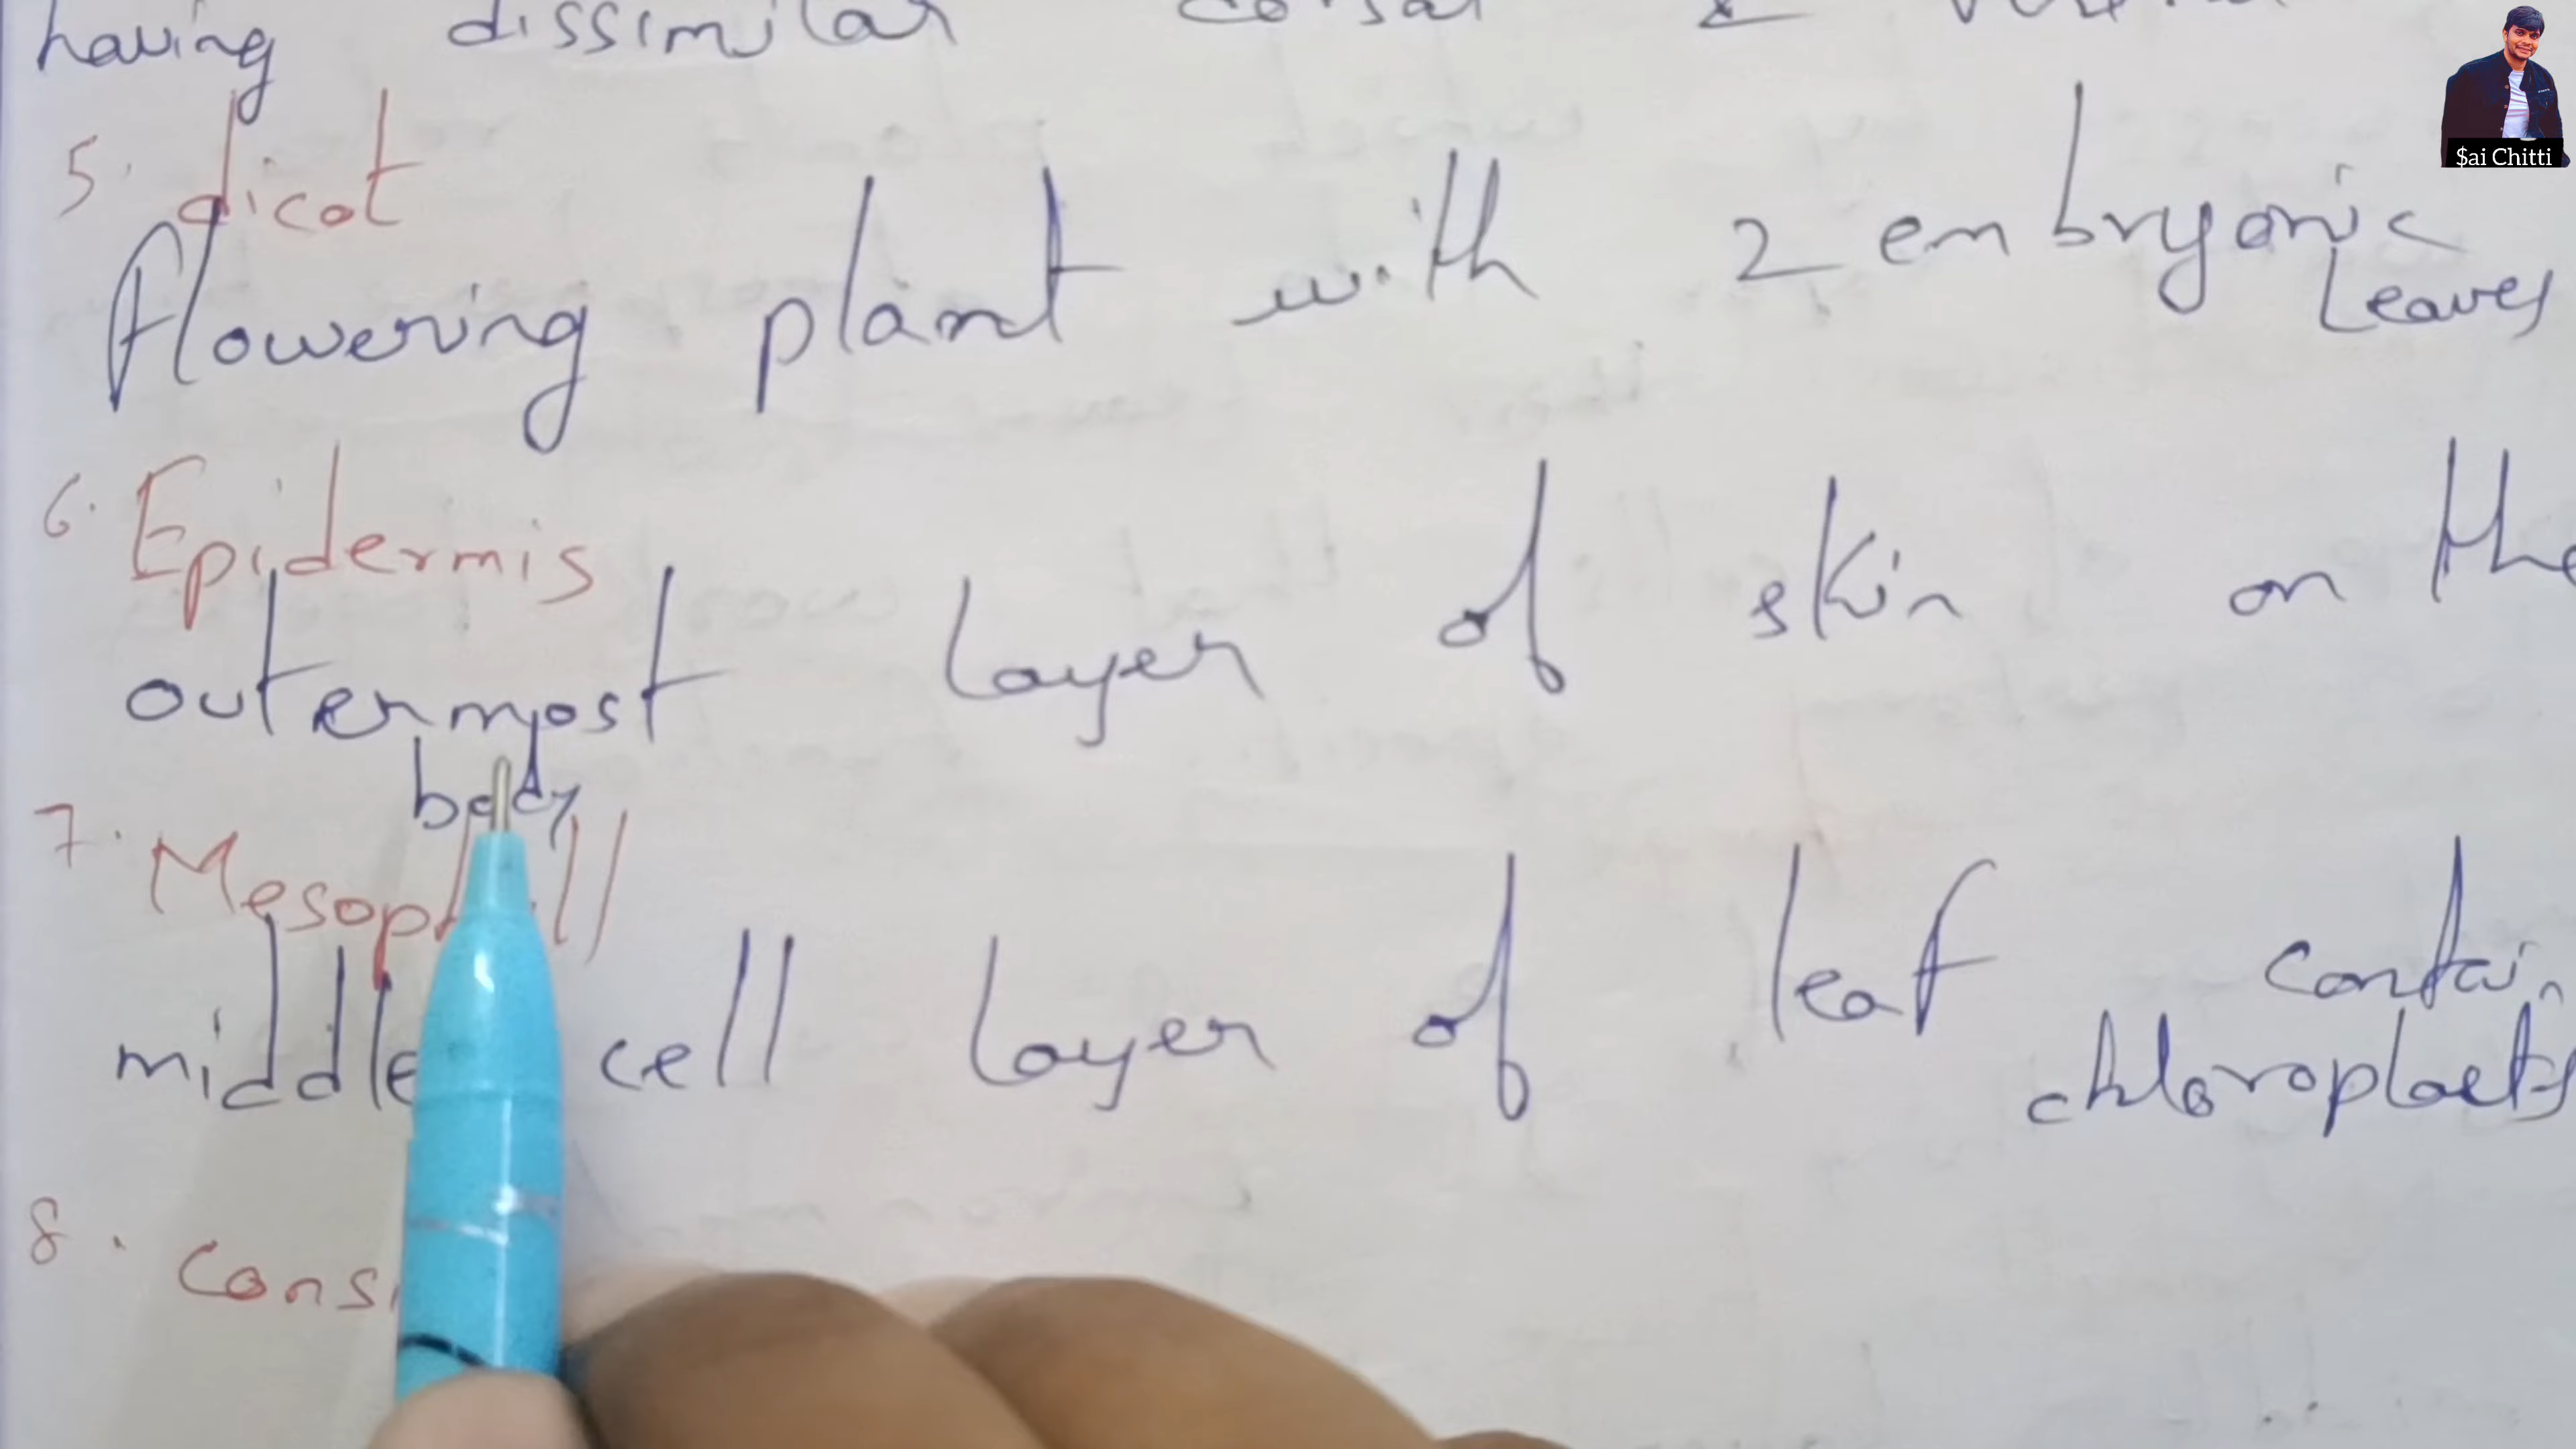 having dissimilar
5. dicot
flowering plant with 2 embryonic
leaves
6. Epidermis
outermost layer of skin on the
body
7. Mesophyll
middle cell layer of leaf contain
chloroplasts
8.
$ai Chitti